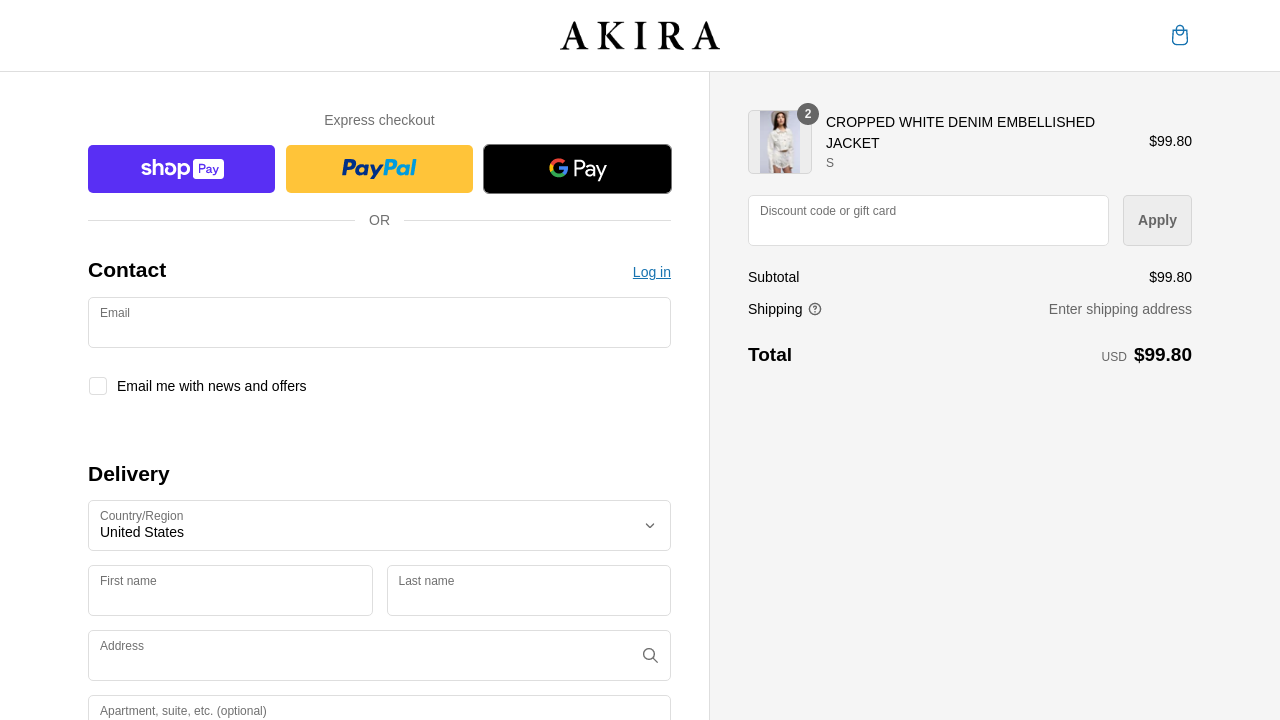 AKIRA
Express checkout
shop Pay
PayPal
G Pay
OR
Contact
Log in
Email
Email me with news and offers
Delivery
Country/Region
United States
First name
Last name
Address
Apartment, suite, etc. (optional)
2
CROPPED WHITE DENIM EMBELLISHED
JACKET
S
$99.80
Discount code or gift card
Apply
Subtotal
$99.80
Shipping
Enter shipping address
Total
USD $99.80